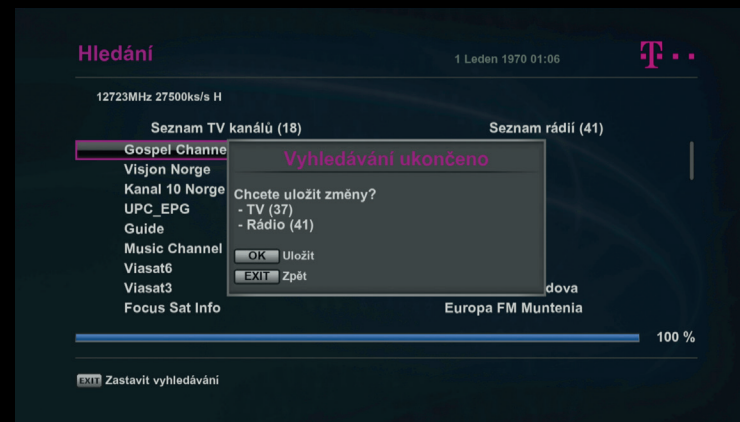 Hledání
1 Leden 1970 01:06
T
12723MHz 27500ks/s H
Seznam TV kanálů (18)
Seznam rádií (41)
Gospel Channe
Visjon Norge
Kanal 10 Norge
UPC_EPG
Guide
Music Channel
Viasat6
Viasat3
Focus Sat Info
Vyhledávání ukončeno
Chcete uložit změny?
- TV (37)
- Rádio (41)
OK Uložit
EXIT Zpět
dova
Europa FM Muntenia
100 %
EXIT Zastavit vyhledávání